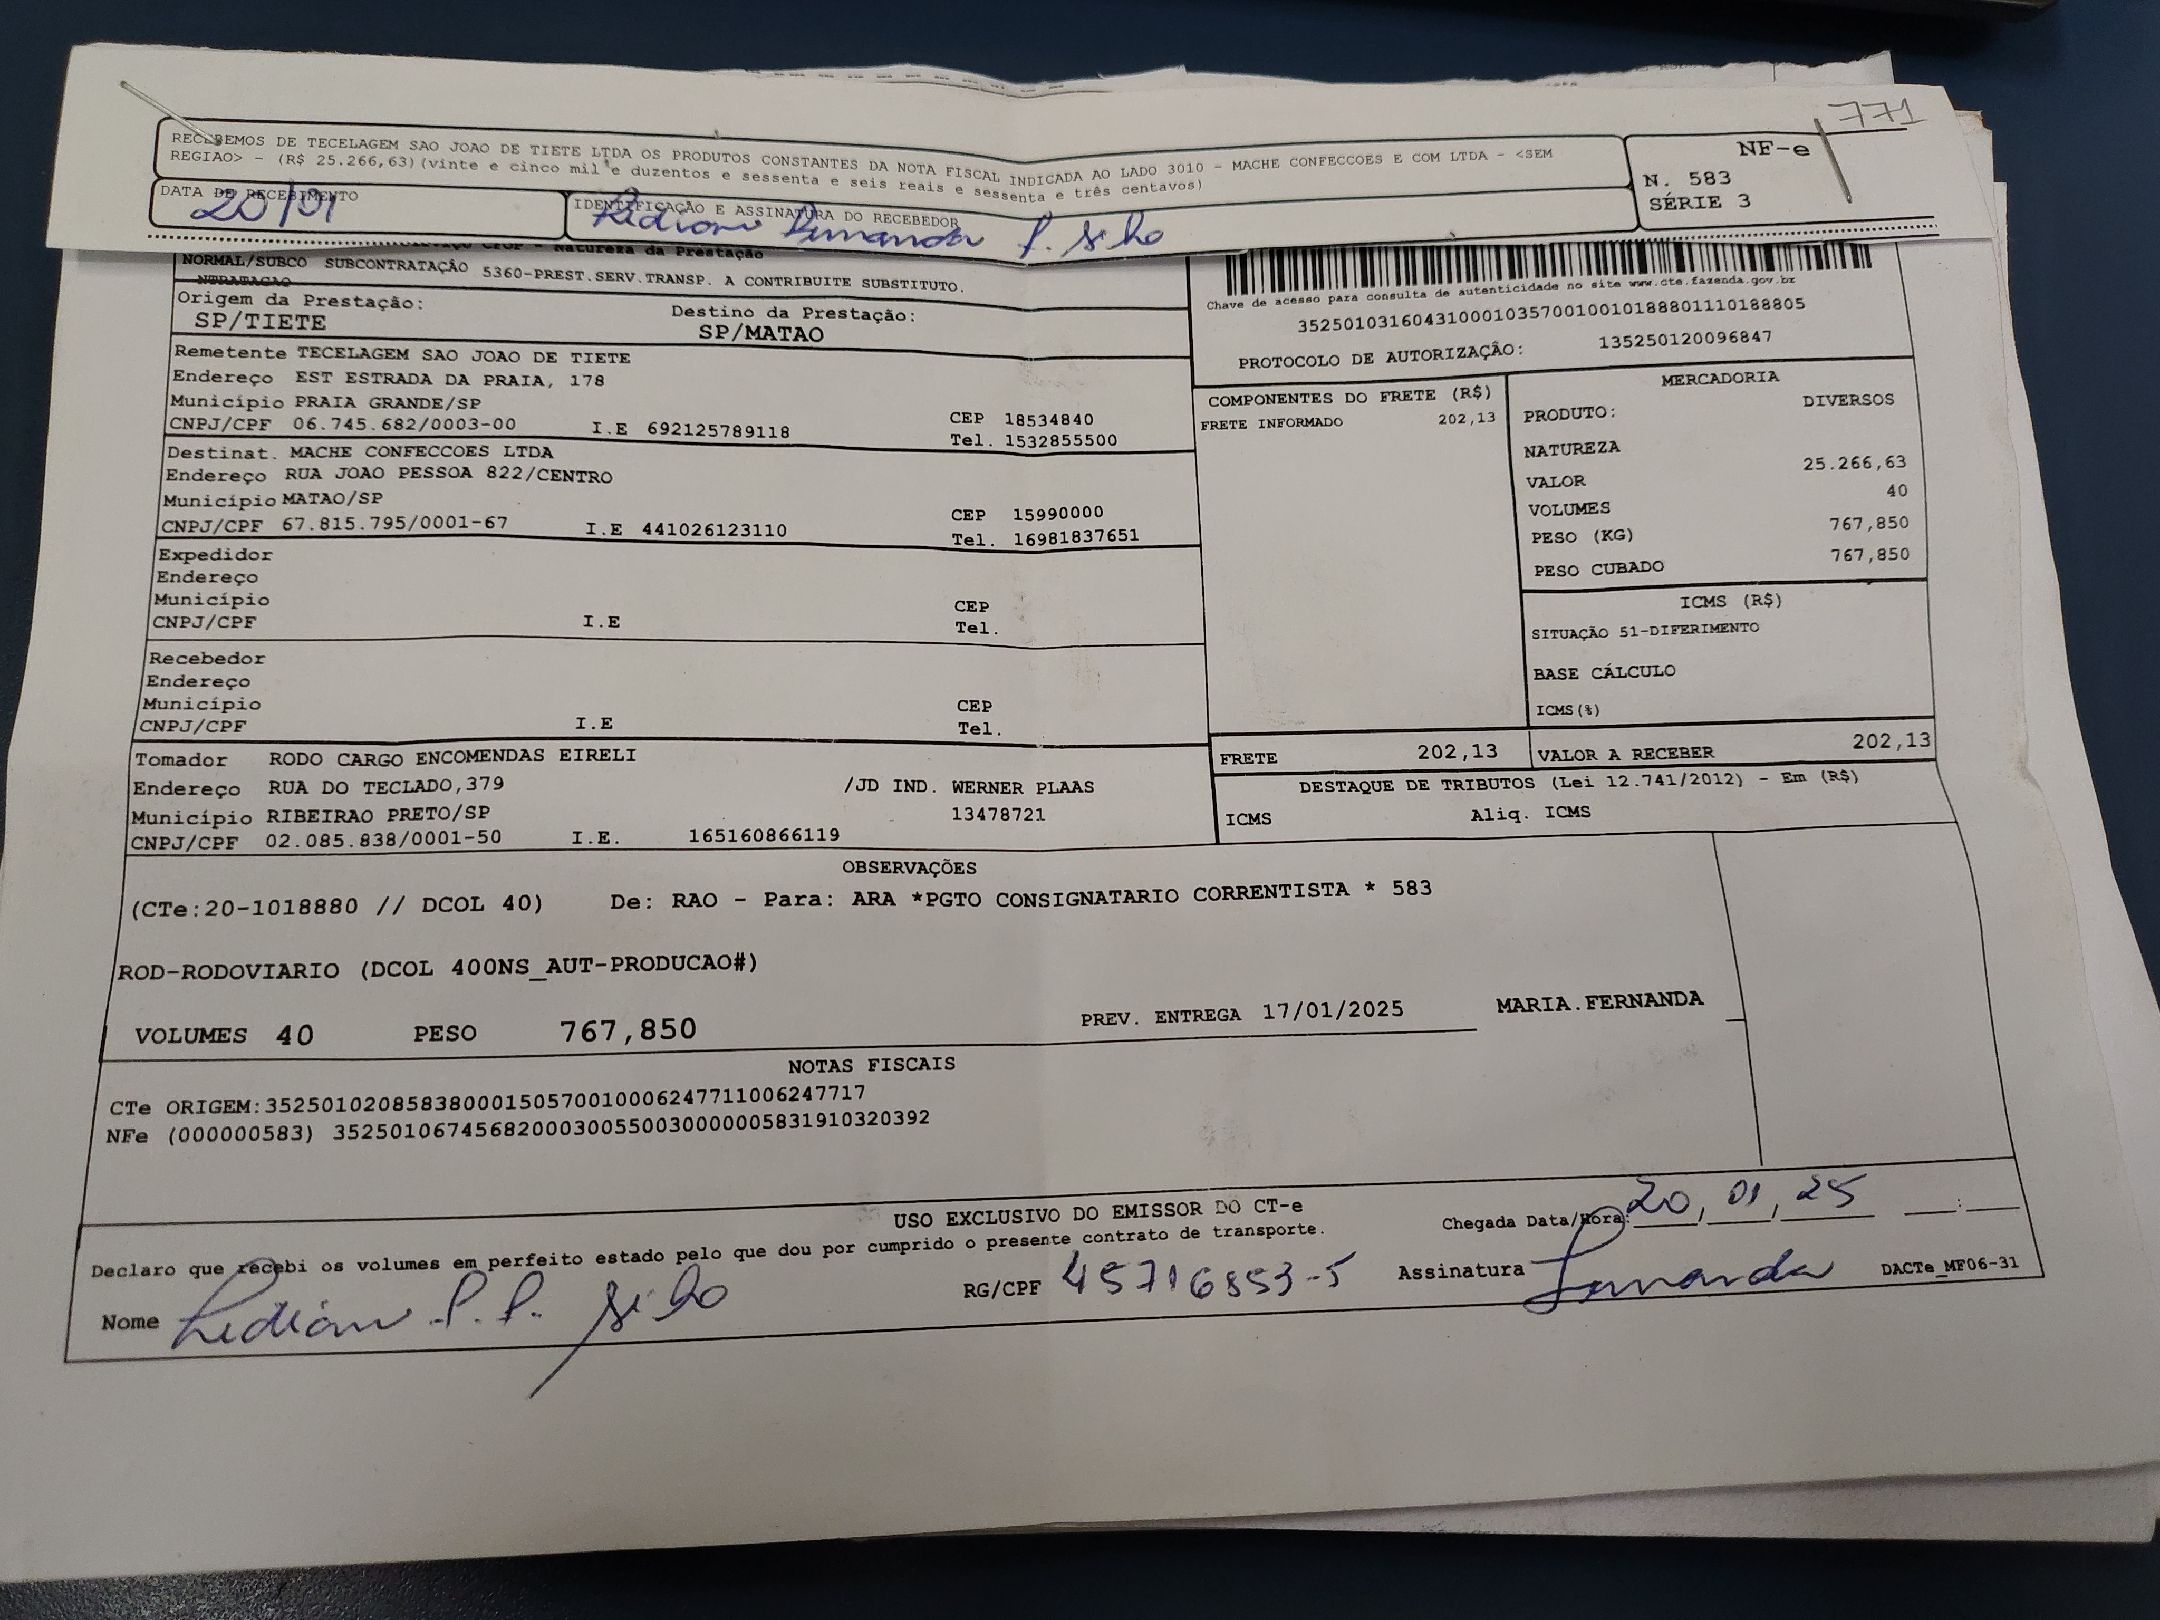 771
RECEBEMOS DE TECELAGEM SAO JOAO DE TIETE LTDA OS PRODUTOS CONSTANTES DA NOTA FISCAL INDICADA AO LADO 3010 - MACHE CONFECCOES E COM LTDA - <SEM
REGIAO> - (R$ 25.266,63)(vinte e cinco mil e duzentos e sessenta e seis reais e sessenta e três centavos)
NF-e
N. 583
SÉRIE 3
DATA DE RECEBIMENTO
20/01
IDENTIFICAÇÃO E ASSINATURA DO RECEBEDOR
Natureza da Prestação
NORMAL/SUBCO SUBCONTRATAÇÃO 5360-PREST.SERV.TRANSP. A CONTRIBUITE SUBSTITUTO.
NTRATACAO
Origem da Prestação:
SP/TIETE
Destino da Prestação:
SP/MATAO
Chave de acesso para consulta de autenticidade no site www.cte.fazenda.gov.br
35250103160431000103570010010188801110188805
PROTOCOLO DE AUTORIZAÇÃO: 135250120096847
Remetente TECELAGEM SAO JOAO DE TIETE
Endereço EST ESTRADA DA PRAIA, 178
Município PRAIA GRANDE/SP CEP 18534840
CNPJ/CPF 06.745.682/0003-00 I.E 692125789118 Tel. 1532855500
Destinat. MACHE CONFECCOES LTDA
Endereço RUA JOAO PESSOA 822/CENTRO
Município MATAO/SP CEP 15990000
CNPJ/CPF 67.815.795/0001-67 I.E 441026123110 Tel. 16981837651
Expedidor
Endereço
Município CEP
CNPJ/CPF I.E Tel.
Recebedor
Endereço
Município CEP
CNPJ/CPF I.E Tel.
Tomador RODO CARGO ENCOMENDAS EIRELI
Endereço RUA DO TECLADO,379 /JD IND. WERNER PLAAS
Município RIBEIRAO PRETO/SP 13478721
CNPJ/CPF 02.085.838/0001-50 I.E. 165160866119
COMPONENTES DO FRETE (R$)
FRETE INFORMADO 202,13
MERCADORIA
PRODUTO: DIVERSOS
NATUREZA
VALOR 25.266,63
VOLUMES 40
PESO (KG) 767,850
PESO CUBADO 767,850
ICMS (R$)
SITUAÇÃO 51-DIFERIMENTO
BASE CÁLCULO
ICMS(%)
FRETE 202,13 VALOR A RECEBER 202,13
DESTAQUE DE TRIBUTOS (Lei 12.741/2012) - Em (R$)
ICMS Aliq. ICMS
OBSERVAÇÕES
(CTe:20-1018880 // DCOL 40) De: RAO - Para: ARA *PGTO CONSIGNATARIO CORRENTISTA * 583
ROD-RODOVIARIO (DCOL 400NS_AUT-PRODUCAO#)
VOLUMES 40 PESO 767,850 PREV. ENTREGA 17/01/2025 MARIA.FERNANDA
NOTAS FISCAIS
CTe ORIGEM:35250102085838000150570010006247711006247717
NFe (000000583) 35250106745682000300550030000005831910320392
USO EXCLUSIVO DO EMISSOR DO CT-e
Declaro que recebi os volumes em perfeito estado pelo que dou por cumprido o presente contrato de transporte.
Chegada Data/Hora: 20, 01, 25 :
Nome
RG/CPF 45716853-5
Assinatura Fernanda
DACTe_MF06-31